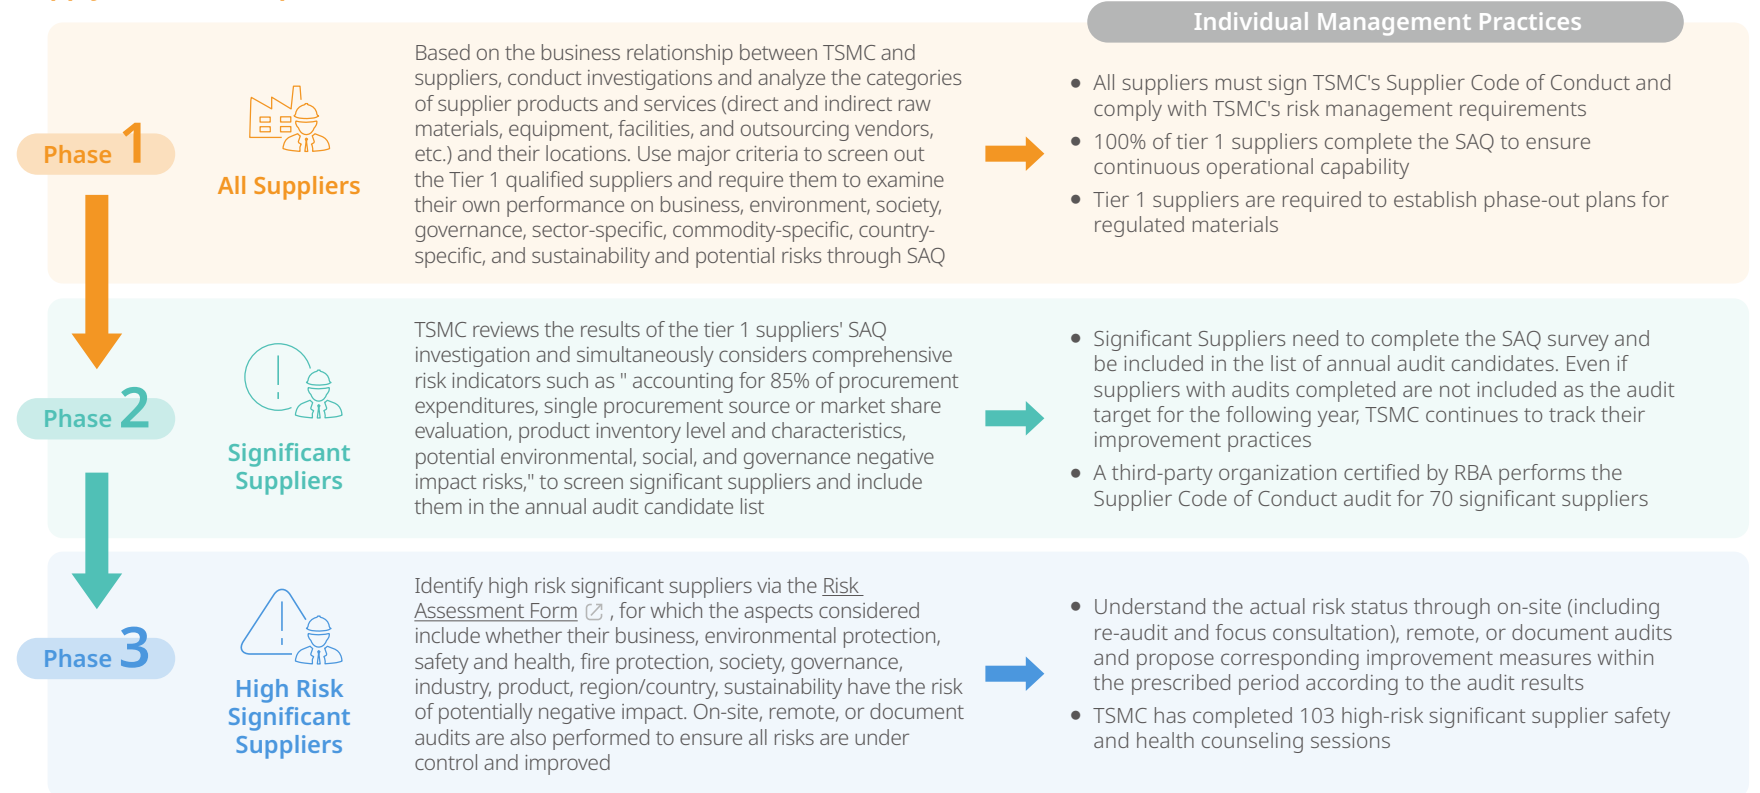 Individual Management Practices
Phase 1
All Suppliers
Based on the business relationship between TSMC and
suppliers, conduct investigations and analyze the categories
of supplier products and services (direct and indirect raw
materials, equipment, facilities, and outsourcing vendors,
etc.) and their locations. Use major criteria to screen out
the Tier 1 qualified suppliers and require them to examine
their own performance on business, environment, society,
governance, sector-specific, commodity-specific, country-
specific, and sustainability and potential risks through SAQ
● All suppliers must sign TSMC's Supplier Code of Conduct and
comply with TSMC's risk management requirements
● 100% of tier 1 suppliers complete the SAQ to ensure
continuous operational capability
● Tier 1 suppliers are required to establish phase-out plans for
regulated materials
Phase 2
Significant
Suppliers
TSMC reviews the results of the tier 1 suppliers' SAQ
investigation and simultaneously considers comprehensive
risk indicators such as " accounting for 85% of procurement
expenditures, single procurement source or market share
evaluation, product inventory level and characteristics,
potential environmental, social, and governance negative
impact risks," to screen significant suppliers and include
them in the annual audit candidate list
● Significant Suppliers need to complete the SAQ survey and
be included in the list of annual audit candidates. Even if
suppliers with audits completed are not included as the audit
target for the following year, TSMC continues to track their
improvement practices
● A third-party organization certified by RBA performs the
Supplier Code of Conduct audit for 70 significant suppliers
Phase 3
High Risk
Significant
Suppliers
Identify high risk significant suppliers via the Risk
Assessment Form , for which the aspects considered
include whether their business, environmental protection,
safety and health, fire protection, society, governance,
industry, product, region/country, sustainability have the risk
of potentially negative impact. On-site, remote, or document
audits are also performed to ensure all risks are under
control and improved
● Understand the actual risk status through on-site (including
re-audit and focus consultation), remote, or document audits
and propose corresponding improvement measures within
the prescribed period according to the audit results
● TSMC has completed 103 high-risk significant supplier safety
and health counseling sessions